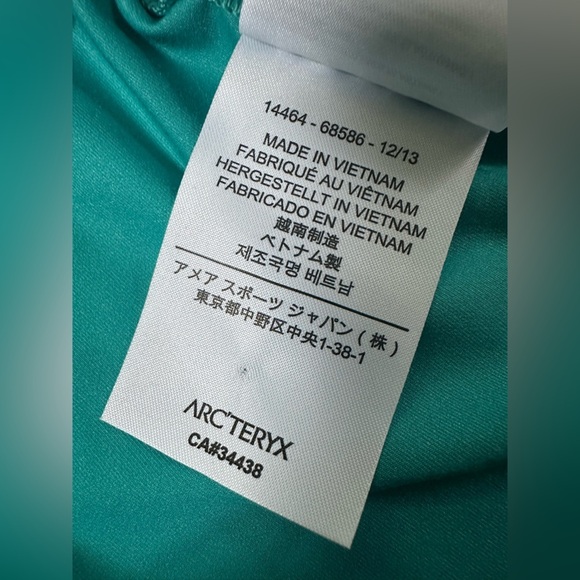 14464 - 68586 - 12/13
MADE IN VIETNAM
FABRIQUÉ AU VIÊTNAM
HERGESTELLT IN VIETNAM
FABRICADO EN VIETNAM
越南制造
ベトナム製
제조국명 베트남
アメア スポーツ ジャパン ( 株 )
東京都中野区中央1-38-1
ARC'TERYX
CA#34438